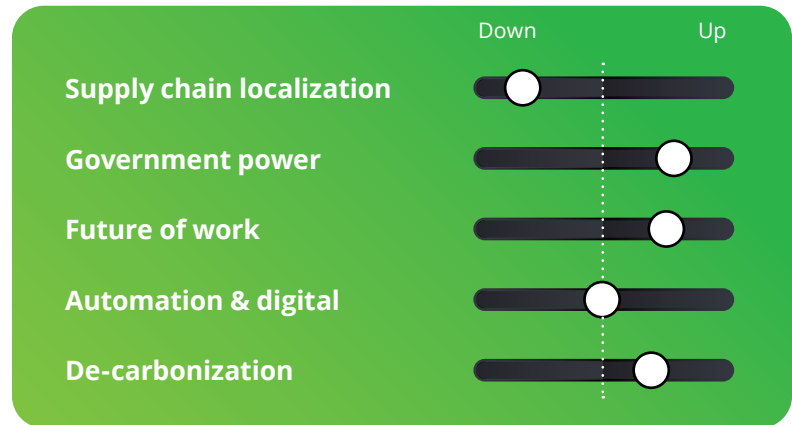 Down Up
Supply chain localization
Government power
Future of work
Automation & digital
De-carbonization